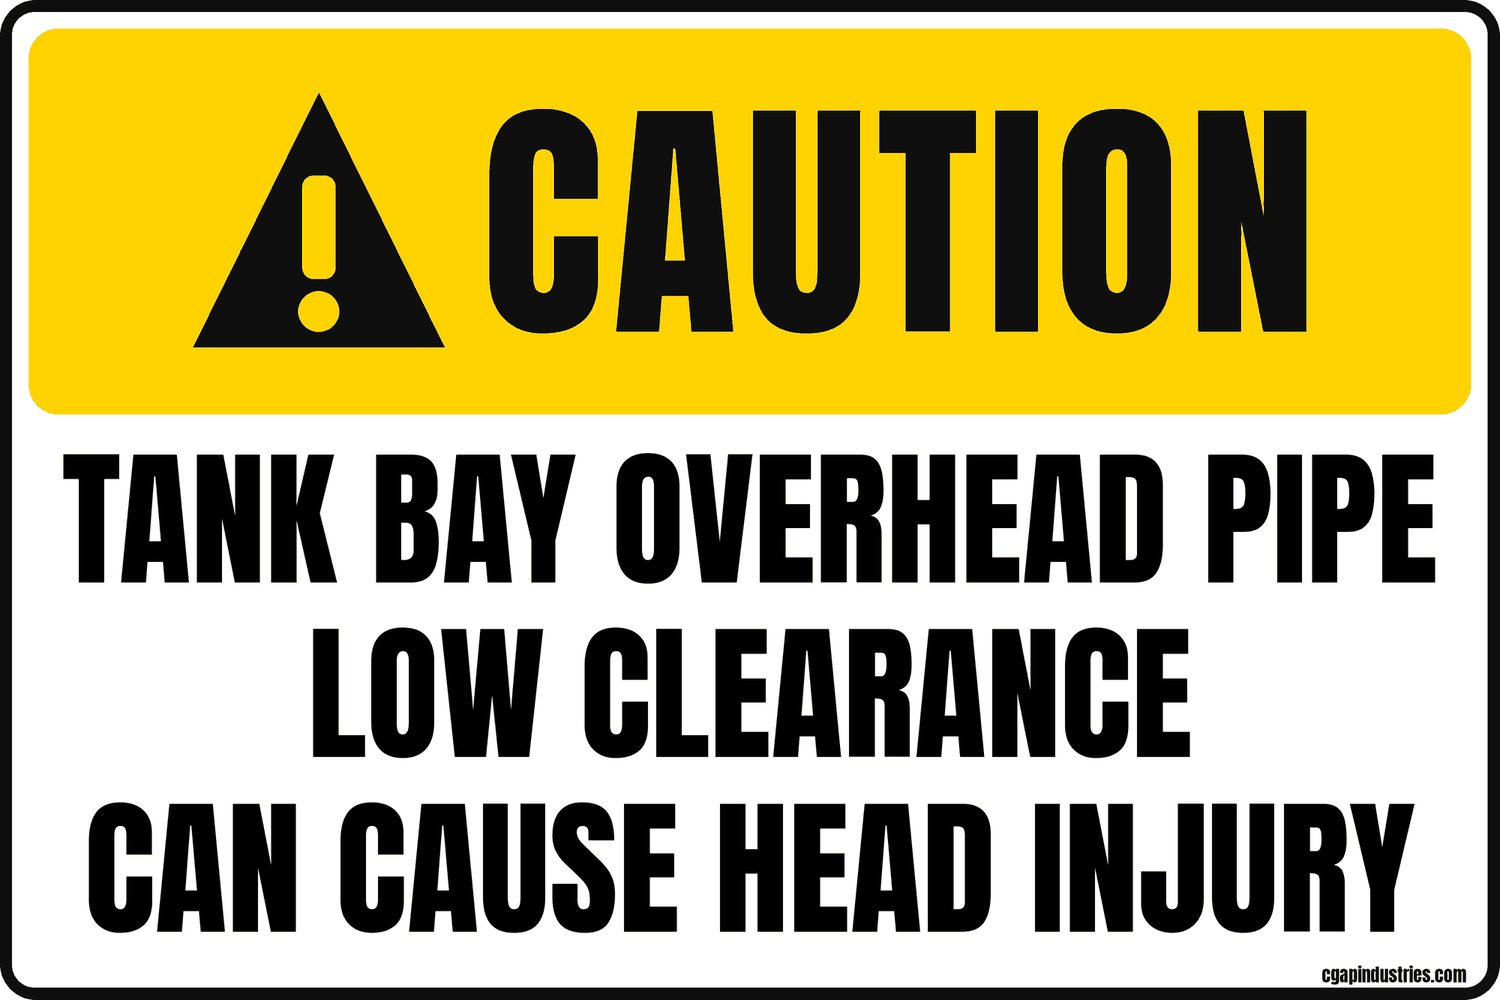 CAUTION
TANK BAY OVERHEAD PIPE
LOW CLEARANCE
CAN CAUSE HEAD INJURY
cgapindustries.com